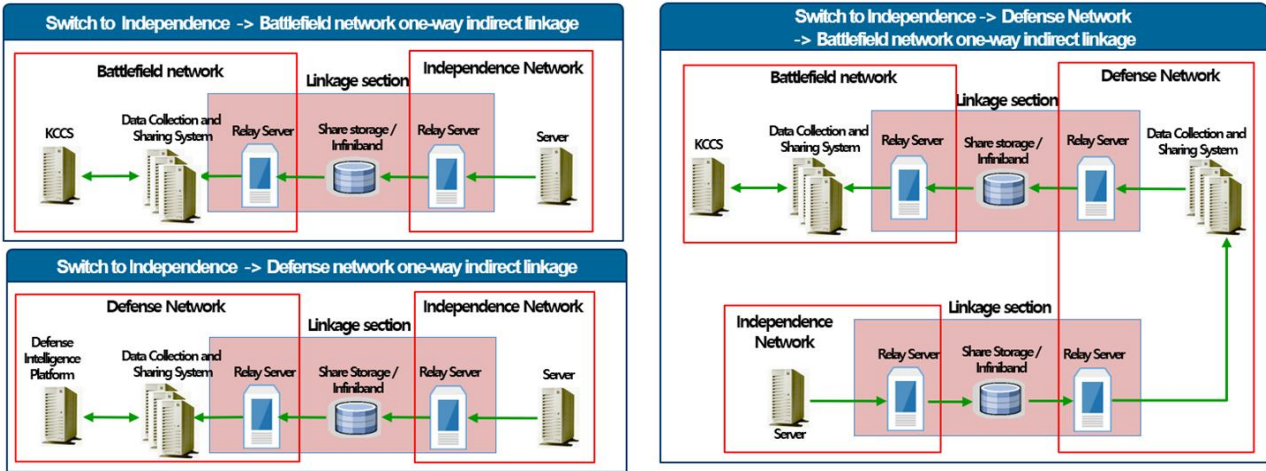 Switch to Independence -> Battlefield network one-way indirect linkage
Battlefield network
Independence Network
Linkage section
KCCS
Data Collection and
Sharing System
Relay Server
Share storage /
Infiniband
Relay Server
Server
Switch to Independence -> Defense network one-way indirect linkage
Defense Network
Independence Network
Linkage section
Defense
Intelligence
Platform
Data Collection and
Sharing System
Relay Server
Share Storage /
Infiniband
Relay Server
Server
Switch to Independence -> Defense Network
-> Battlefield network one-way indirect linkage
Battlefield network
Defense Network
Linkage section
KCCS
Data Collection and
Sharing System
Relay Server
Share storage /
Infiniband
Relay Server
Data Collection and
Sharing System
Linkage section
Independence
Network
Relay Server
Share Storage /
Infiniband
Relay Server
Server